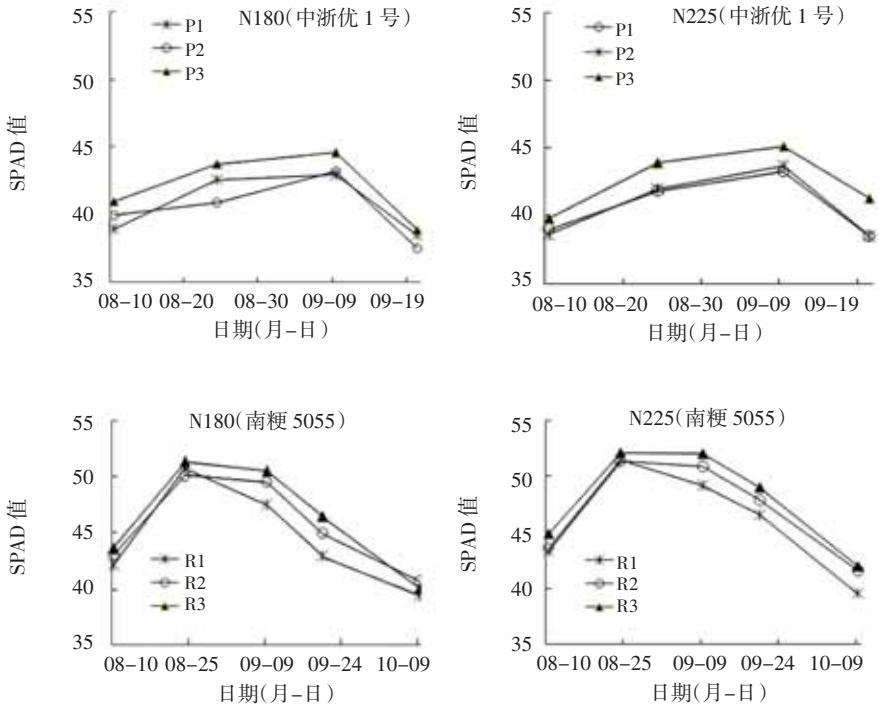 N180(中浙优 1 号)
P1
P2
P3
55
50
45
40
35
SPAD 值
08-10 08-20 08-30 09-09 09-19
日期(月-日)
N225(中浙优 1 号)
P1
P2
P3
55
50
45
40
35
SPAD 值
08-10 08-20 08-30 09-09 09-19
日期(月-日)
N180(南粳 5055)
55
50
45
40
35
SPAD 值
R1
R2
R3
08-10 08-25 09-09 09-24 10-09
日期(月-日)
N225(南粳 5055)
55
50
45
40
35
SPAD 值
R1
R2
R3
08-10 08-25 09-09 09-24 10-09
日期(月-日)